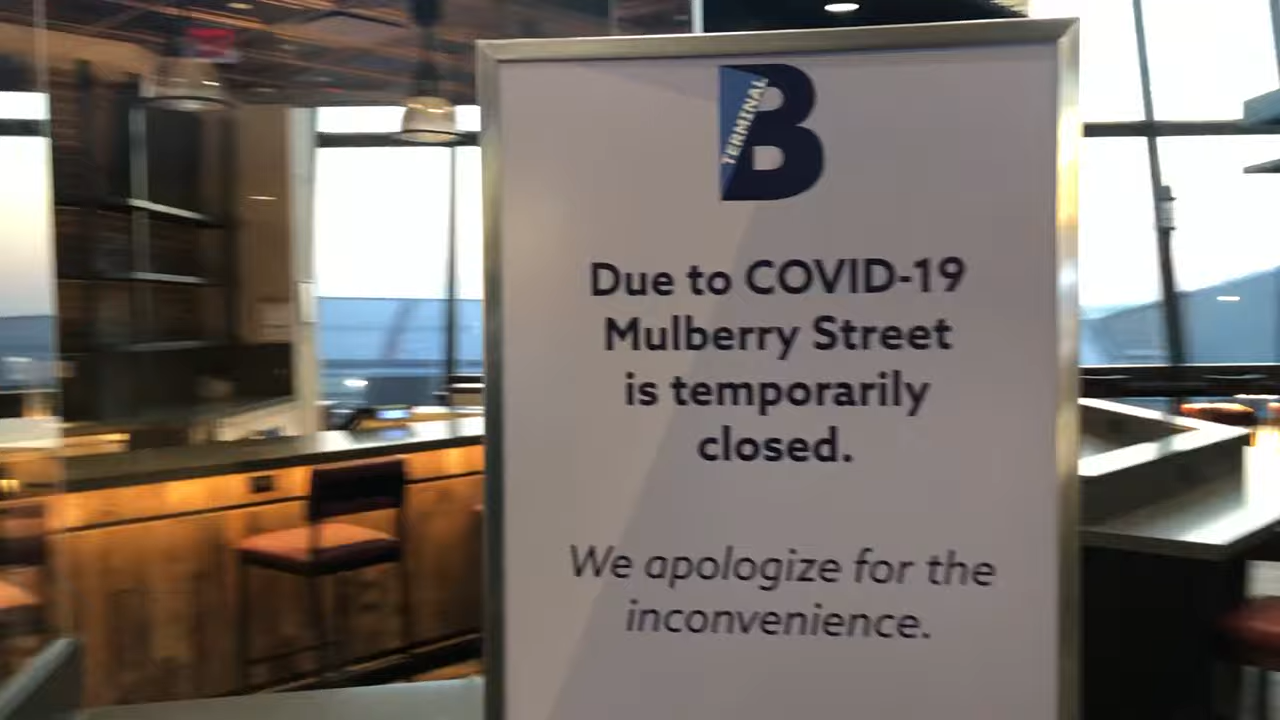 TERMINAL
B
Due to COVID-19
Mulberry Street
is temporarily
closed.
We apologize for the
inconvenience.